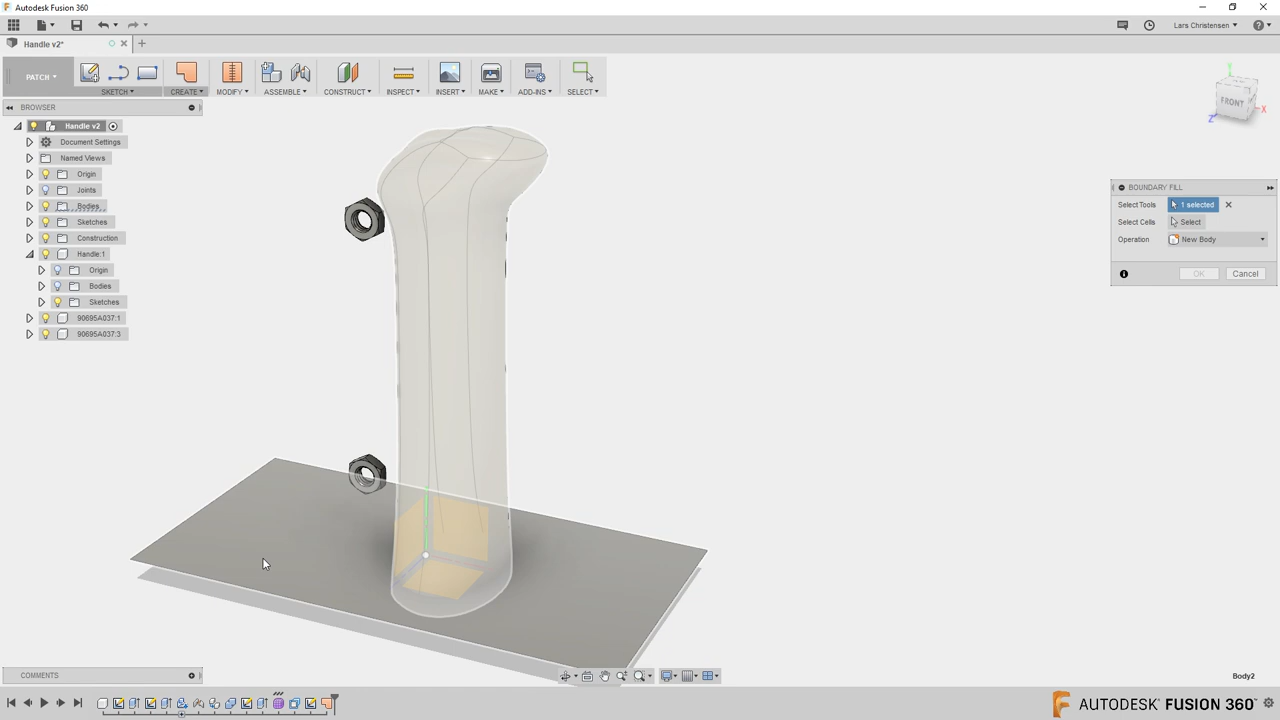 Autodesk Fusion 360
Lars Christensen
Handle v2*
PATCH
SKETCH
CREATE
MODIFY
ASSEMBLE
CONSTRUCT
INSPECT
INSERT
MAKE
ADD-INS
SELECT
BROWSER
Handle v2
Document Settings
Named Views
Origin
Joints
Bodies
Sketches
Construction
Handle:1
Origin
Bodies
Sketches
90695A037:1
90695A037:3
FRONT
Z
X
BOUNDARY FILL
Select Tools 1 selected
Select Cells Select
Operation New Body
OK Cancel
COMMENTS
Body2
AUTODESK FUSION 360